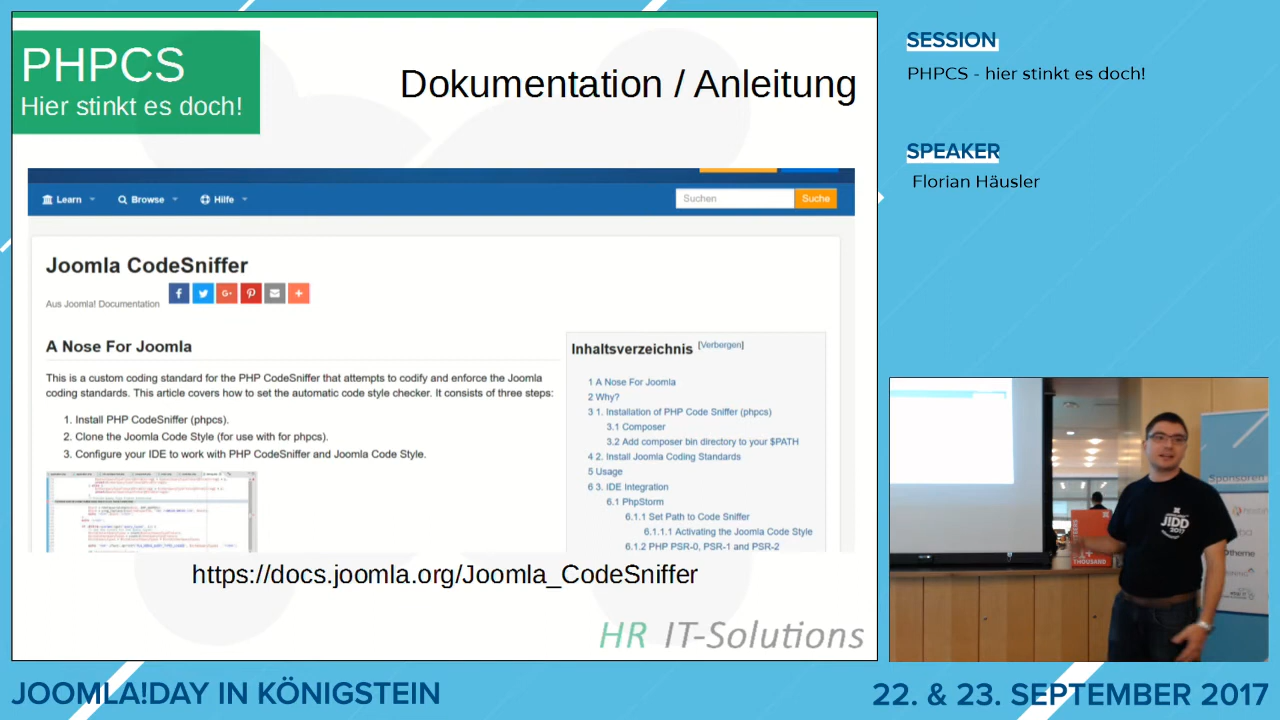 PHPCS
Hier stinkt es doch!
Dokumentation / Anleitung
Learn
Browse
Hilfe
Suchen
Suche
Joomla CodeSniffer
Aus Joomla! Documentation
A Nose For Joomla
This is a custom coding standard for the PHP CodeSniffer that attempts to codify and enforce the Joomla
coding standards. This article covers how to set the automatic code style checker. It consists of three steps:
1. Install PHP CodeSniffer (phpcs).
2. Clone the Joomla Code Style (for use with for phpcs).
3. Configure your IDE to work with PHP CodeSniffer and Joomla Code Style.
Inhaltsverzeichnis [Verbergen]
1 A Nose For Joomla
2 Why?
3 1. Installation of PHP Code Sniffer (phpcs)
3.1 Composer
3.2 Add composer bin directory to your $PATH
4 2. Install Joomla Coding Standards
5 Usage
6 3. IDE Integration
6.1 PhpStorm
6.1.1 Set Path to Code Sniffer
6.1.1.1 Activating the Joomla Code Style
6.1.2 PHP PSR-0, PSR-1 and PSR-2
https://docs.joomla.org/Joomla_CodeSniffer
HR IT-Solutions
SESSION
PHPCS - hier stinkt es doch!
SPEAKER
Florian Häusler
Sponsoren
JIDD
2017
THOUSAND
JOOMLA!DAY IN KÖNIGSTEIN
22. & 23. SEPTEMBER 2017